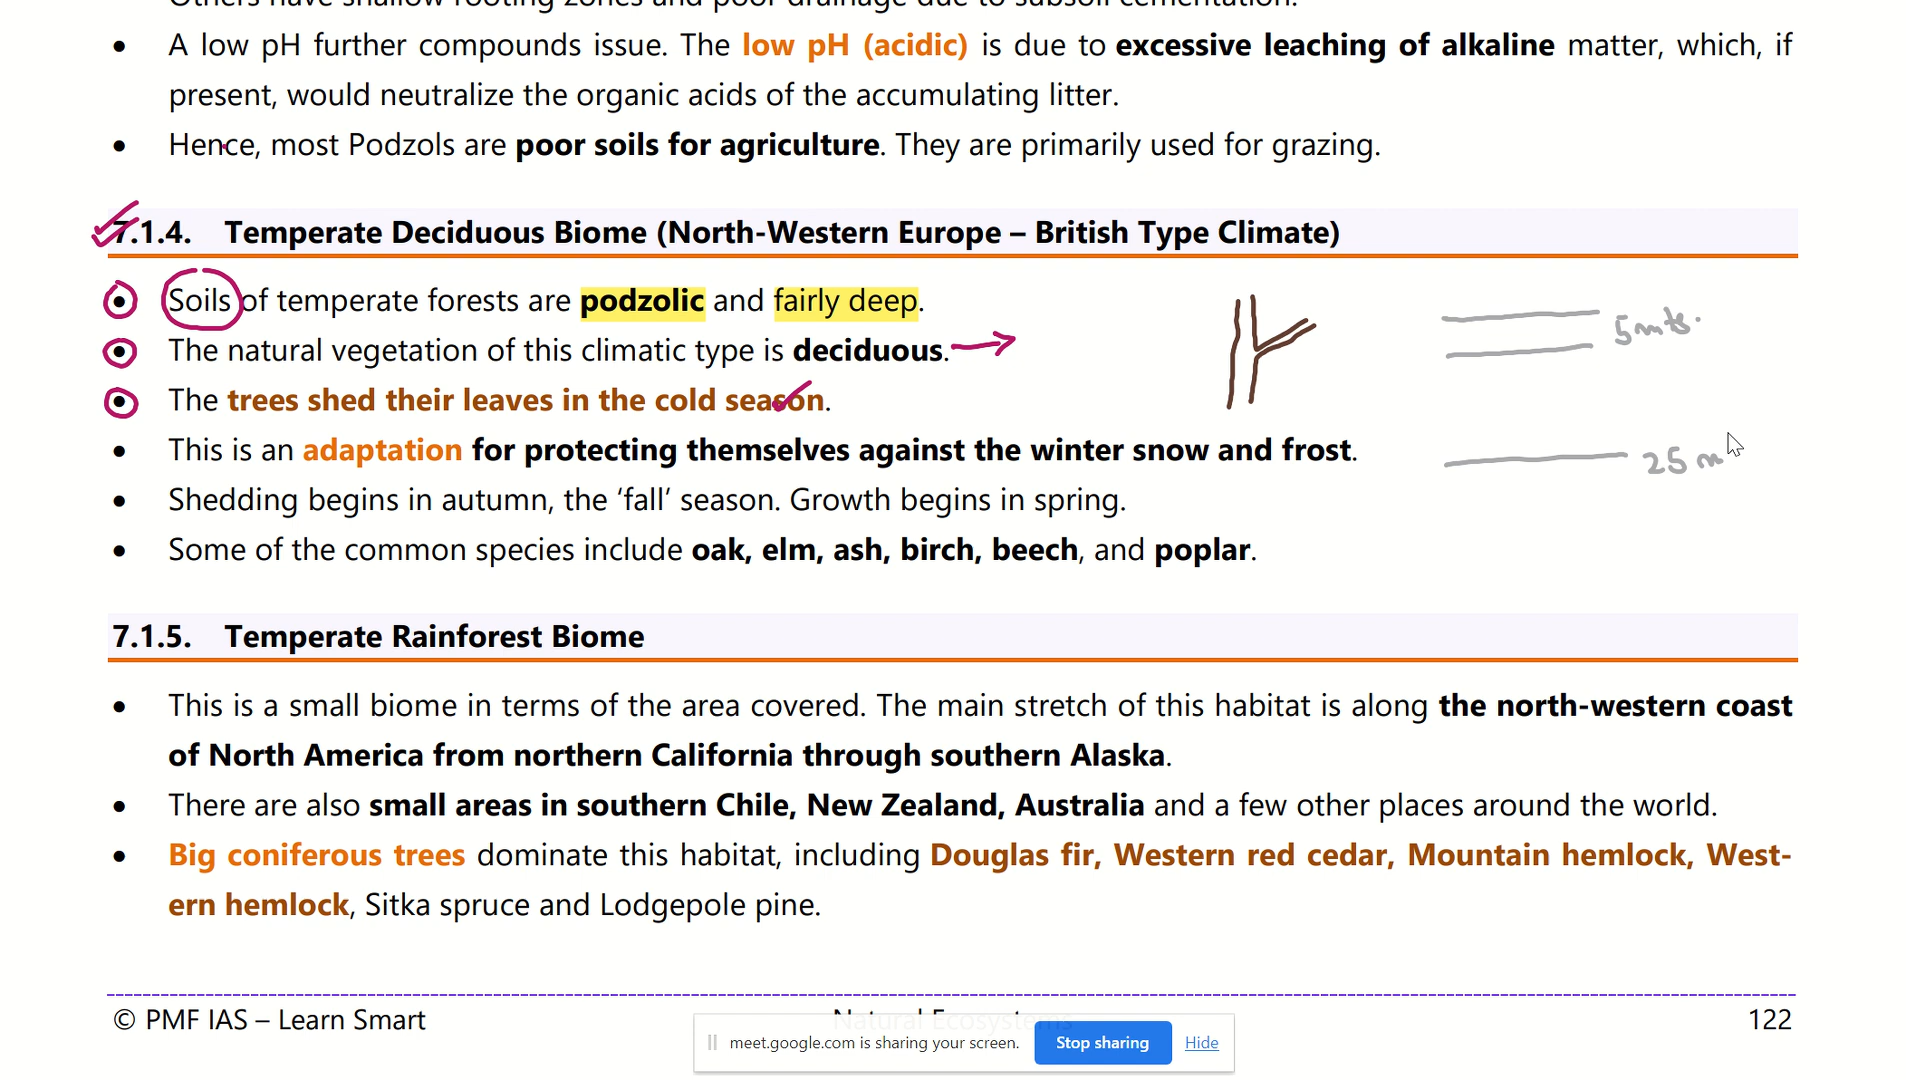 Others have shallow rooting zones and poor drainage due to subsoil cementation.
• A low pH further compounds issue. The low pH (acidic) is due to excessive leaching of alkaline matter, which, if
present, would neutralize the organic acids of the accumulating litter.
• Hence, most Podzols are poor soils for agriculture. They are primarily used for grazing.
7.1.4. Temperate Deciduous Biome (North-Western Europe – British Type Climate)
• Soils of temperate forests are podzolic and fairly deep.
5 mts.
• The natural vegetation of this climatic type is deciduous.
• The trees shed their leaves in the cold season.
• This is an adaptation for protecting themselves against the winter snow and frost.
25 m
• Shedding begins in autumn, the ‘fall’ season. Growth begins in spring.
• Some of the common species include oak, elm, ash, birch, beech, and poplar.
7.1.5. Temperate Rainforest Biome
• This is a small biome in terms of the area covered. The main stretch of this habitat is along the north-western coast
of North America from northern California through southern Alaska.
• There are also small areas in southern Chile, New Zealand, Australia and a few other places around the world.
• Big coniferous trees dominate this habitat, including Douglas fir, Western red cedar, Mountain hemlock, West-
ern hemlock, Sitka spruce and Lodgepole pine.
© PMF IAS – Learn Smart Natural Ecosystems 122
meet.google.com is sharing your screen. Stop sharing Hide